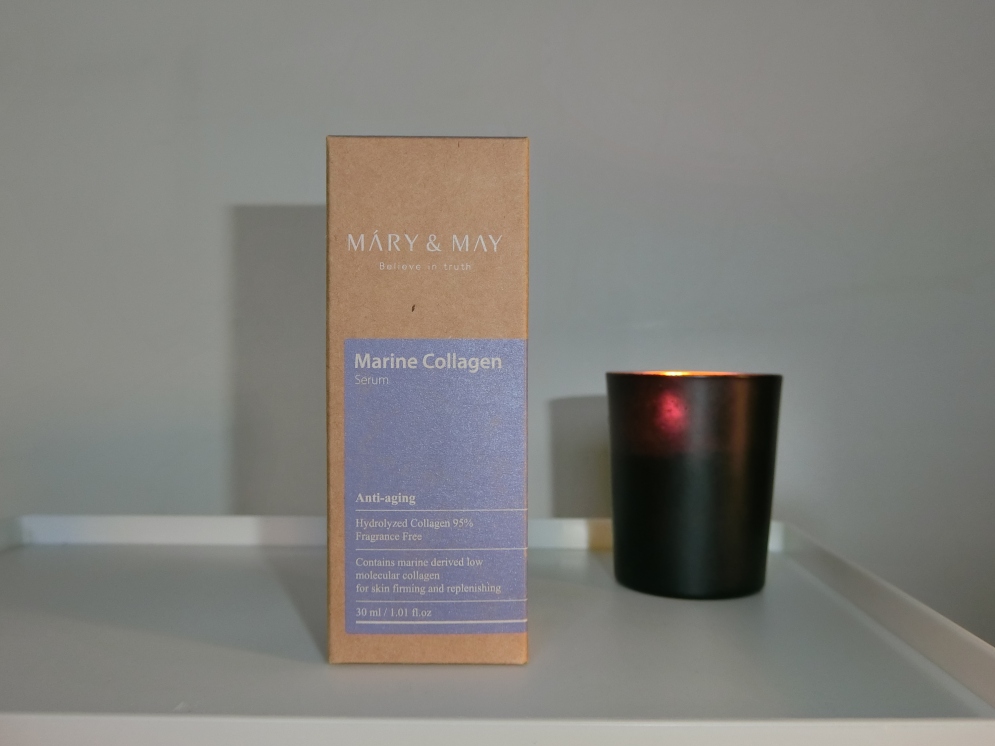 MÁRY & MAY
Believe in truth
Marine Collagen
Serum
Anti-aging
Hydrolyzed Collagen 95%
Fragrance Free
Contains marine derived low
molecular collagen
for skin firming and replenishing
30 ml / 1.01 fl.oz